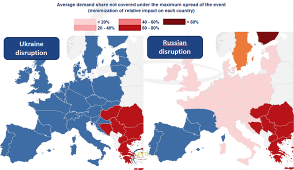 Average demand share not covered under the maximum spread of the event
(minimization of relative impact on each country)
< 20% 40 - 60% > 80%
20 - 40% 60 - 80%
Ukraine
disruption
Russian
disruption